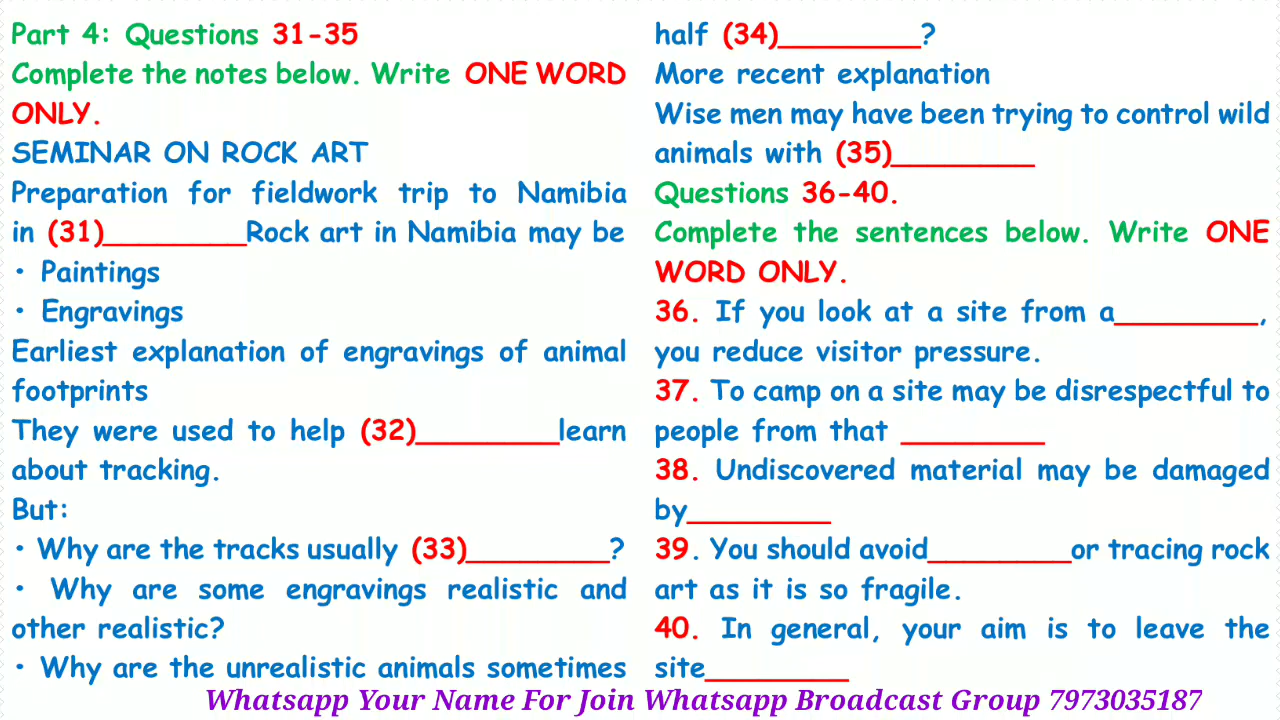 Part 4: Questions 31-35
Complete the notes below. Write ONE WORD
ONLY.
SEMINAR ON ROCK ART
Preparation for fieldwork trip to Namibia
in (31)________Rock art in Namibia may be
• Paintings
• Engravings
Earliest explanation of engravings of animal
footprints
They were used to help (32)________learn
about tracking.
But:
• Why are the tracks usually (33)________?
• Why are some engravings realistic and
other realistic?
• Why are the unrealistic animals sometimes
half (34)________?
More recent explanation
Wise men may have been trying to control wild
animals with (35)________
Questions 36-40.
Complete the sentences below. Write ONE
WORD ONLY.
36. If you look at a site from a________,
you reduce visitor pressure.
37. To camp on a site may be disrespectful to
people from that ________
38. Undiscovered material may be damaged
by________
39. You should avoid________or tracing rock
art as it is so fragile.
40. In general, your aim is to leave the
site________
Whatsapp Your Name For Join Whatsapp Broadcast Group 7973035187